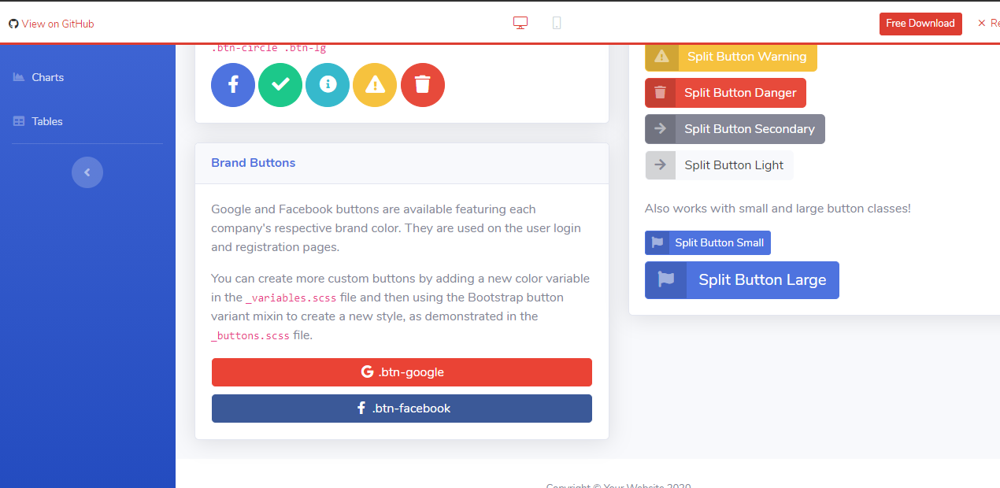 View on GitHub
Free Download
Re
Charts
Tables
.btn-circle .btn-lg
Brand Buttons
Google and Facebook buttons are available featuring each
company's respective brand color. They are used on the user login
and registration pages.
You can create more custom buttons by adding a new color variable
in the _variables.scss file and then using the Bootstrap button
variant mixin to create a new style, as demonstrated in the
_buttons.scss file.
.btn-google
.btn-facebook
Split Button Warning
Split Button Danger
Split Button Secondary
Split Button Light
Also works with small and large button classes!
Split Button Small
Split Button Large
Copyright © Your Website 2020